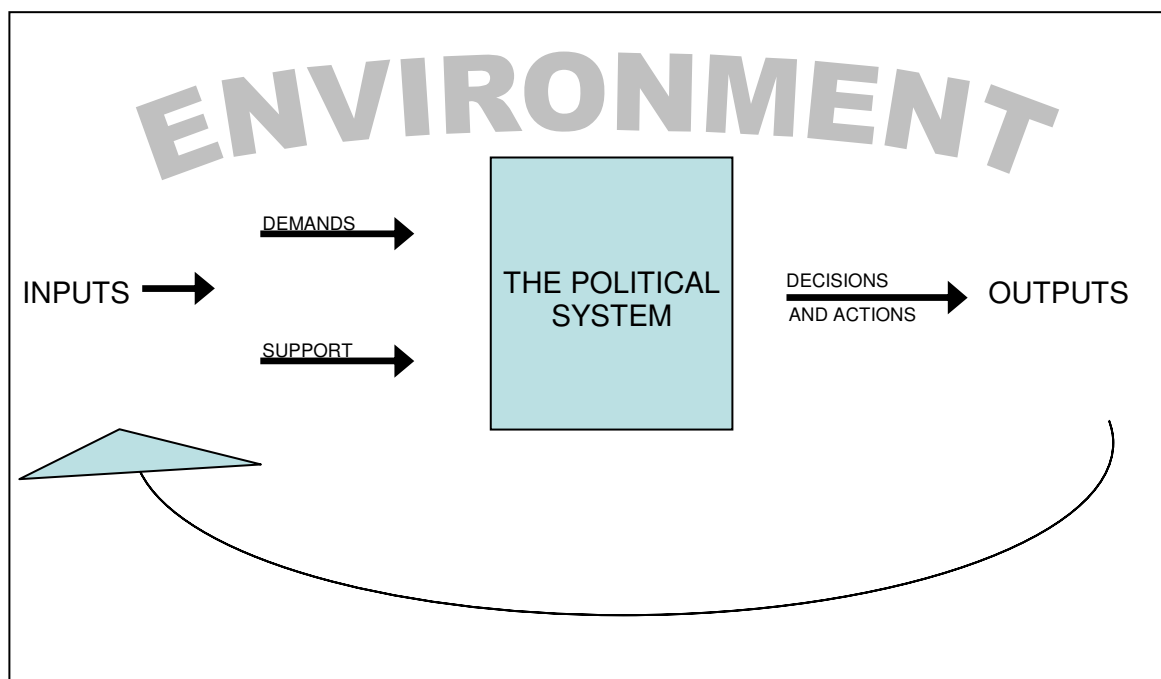 ENVIRONMENT
DEMANDS
INPUTS
SUPPORT
THE POLITICAL
SYSTEM
DECISIONS
AND ACTIONS
OUTPUTS